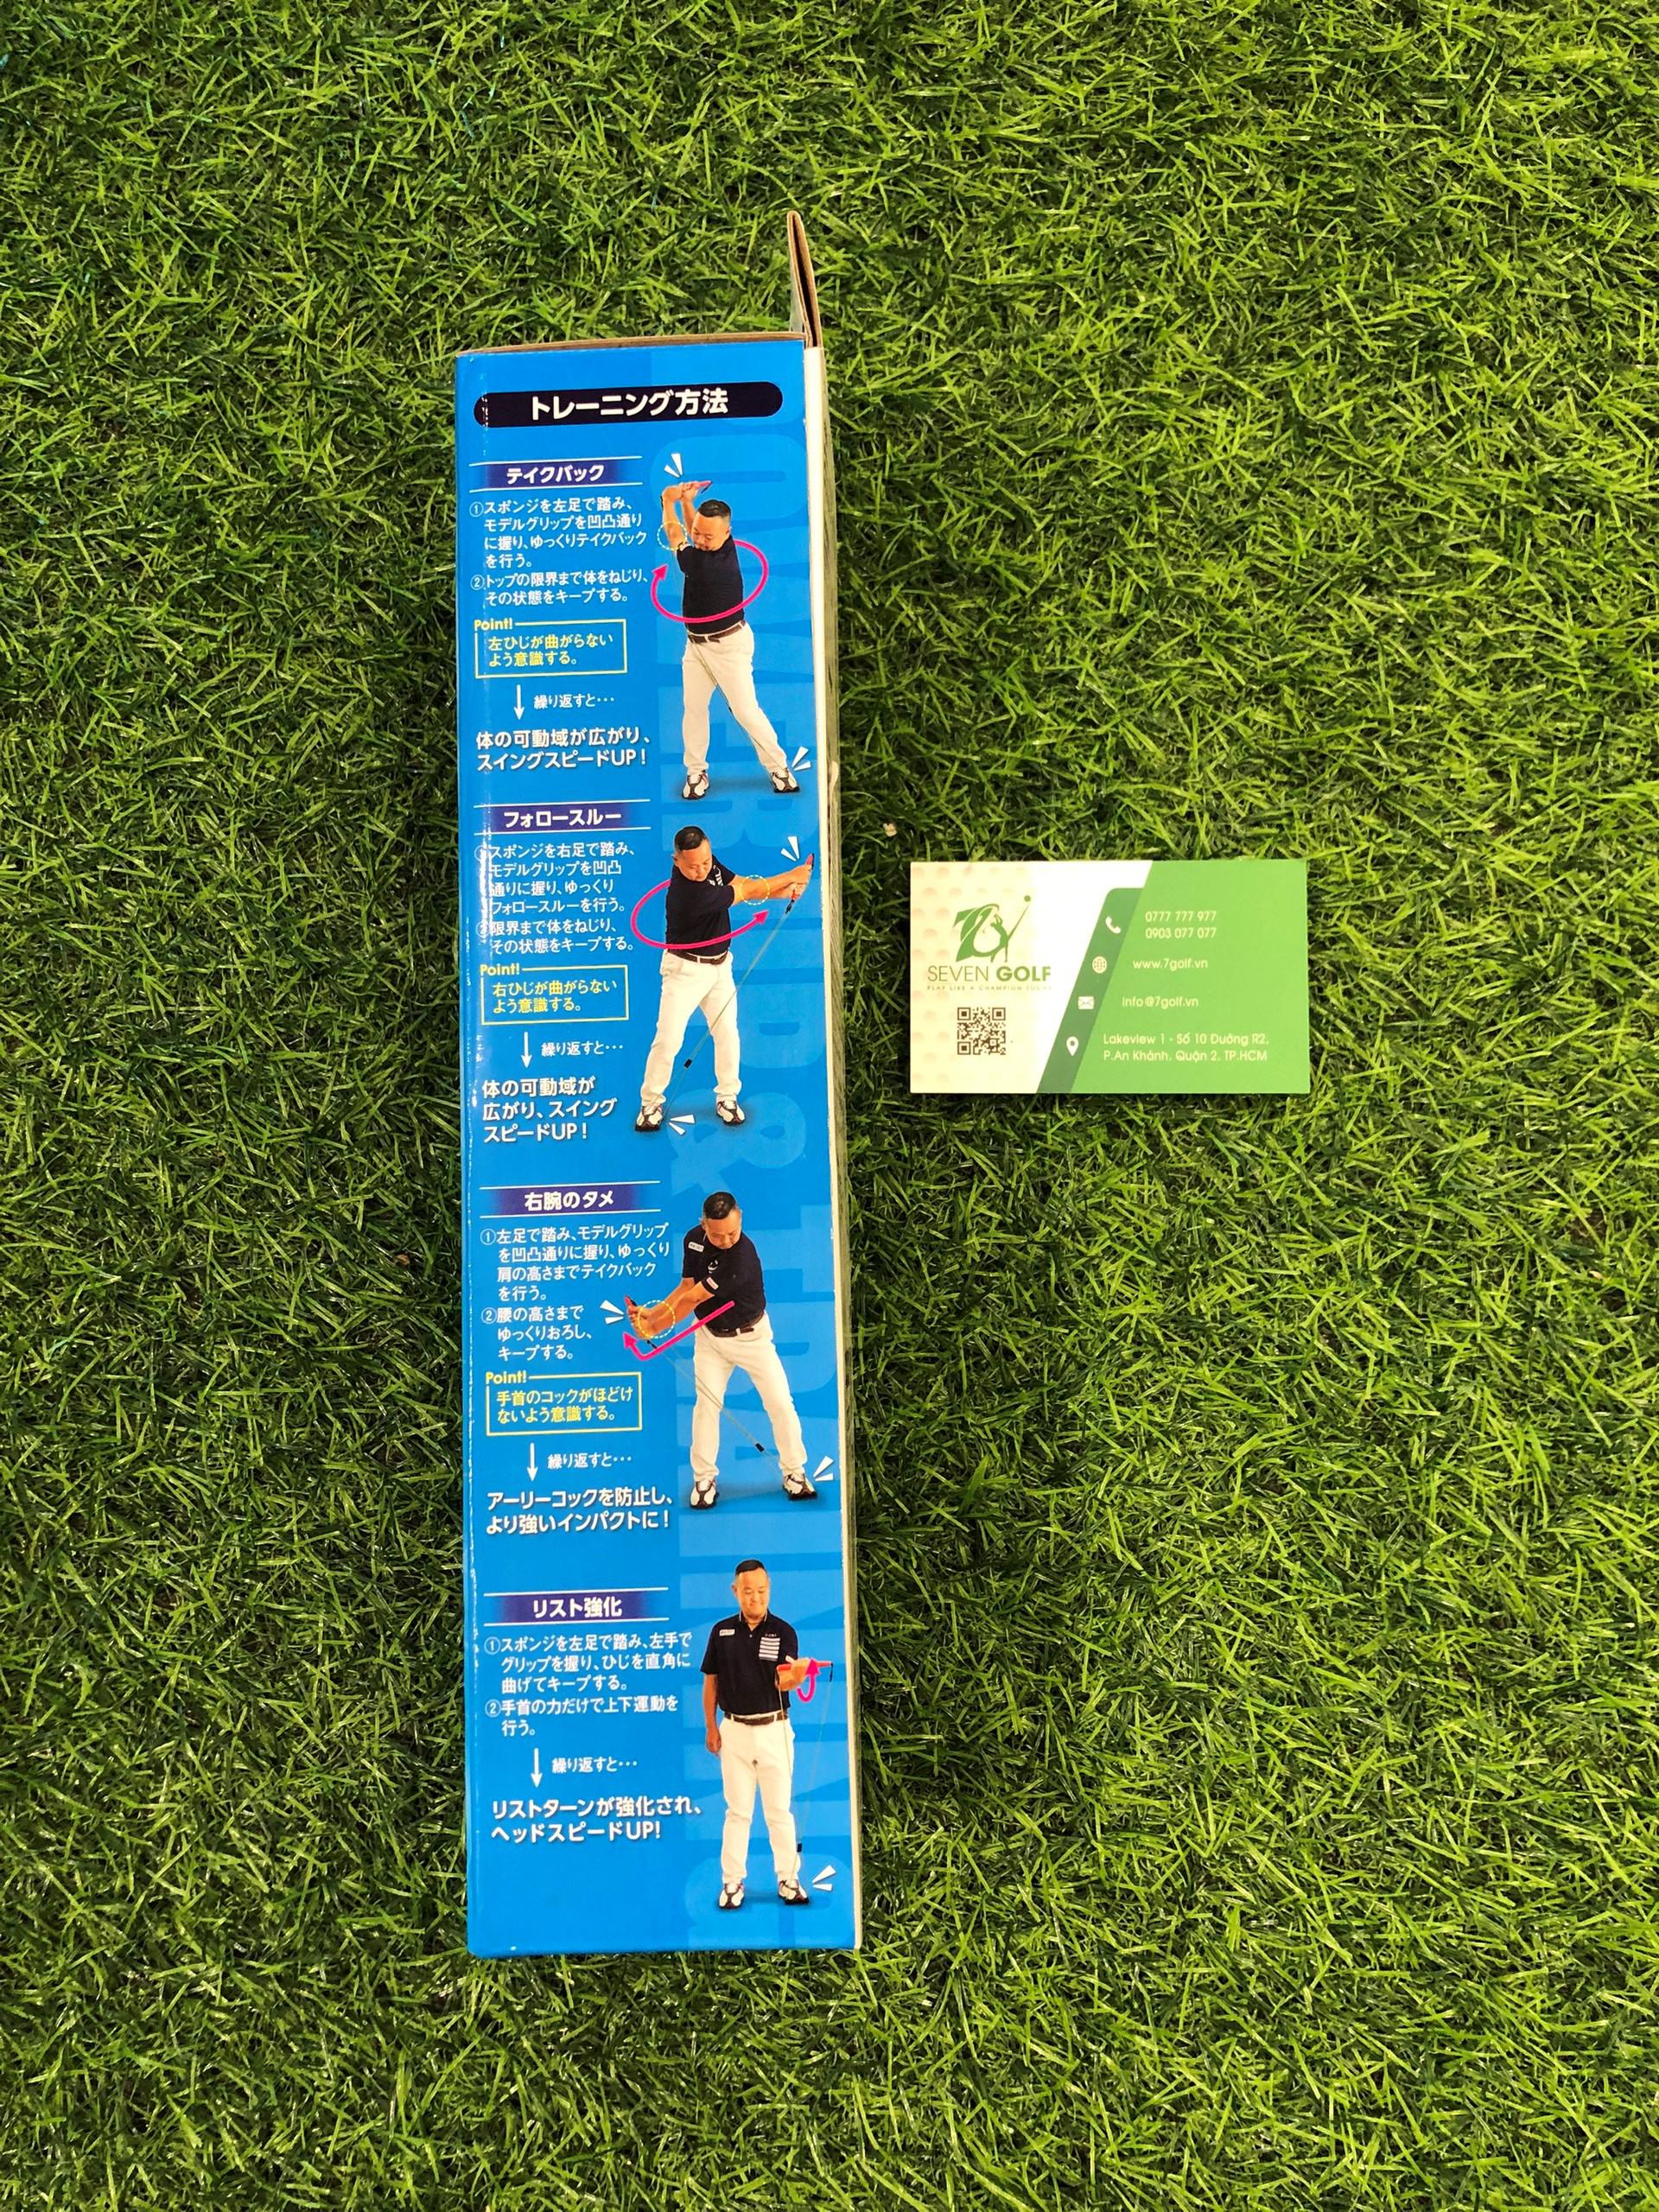 トレーニング方法
テイクバック
①スポンジを左足で踏み、
モデルグリップを凹凸通り
に握り、ゆっくりテイクバック
を行う。
②トップの限界まで体をねじり、
その状態をキープする。
Point!
左ひじが曲がらない
よう意識する。
繰り返すと・・・
体の可動域が広がり、
スイングスピードUP!
フォロースルー
①スポンジを右足で踏み、
モデルグリップを凹凸
通りに握り、ゆっくり
フォロースルーを行う。
②限界まで体をねじり、
その状態をキープする。
Point!
右ひじが曲がらない
よう意識する。
繰り返すと・・・
体の可動域が
広がり、スイング
スピードUP!
右腕のタメ
①左足で踏み、モデルグリップ
を凹凸通りに握り、ゆっくり
肩の高さまでテイクバック
を行う。
②腰の高さまで
ゆっくりおろし、
キープする。
Point!
手首のコックがほどけ
ないよう意識する。
繰り返すと・・・
アーリーコックを防止し、
より強いインパクトに!
リスト強化
①スポンジを左足で踏み、左手で
グリップを握り、ひじを直角に
曲げてキープする。
②手首の力だけで上下運動を
行う。
繰り返すと・・・
リストターンが強化され、
ヘッドスピードUP!
SEVEN GOLF
PLAY LIKE A CHAMPION TODAY
0777 777 977
0903 077 077
www.7golf.vn
info@7golf.vn
Lakeview 1 - Số 10 Đường R2,
P.An Khánh, Quận 2, TP.HCM